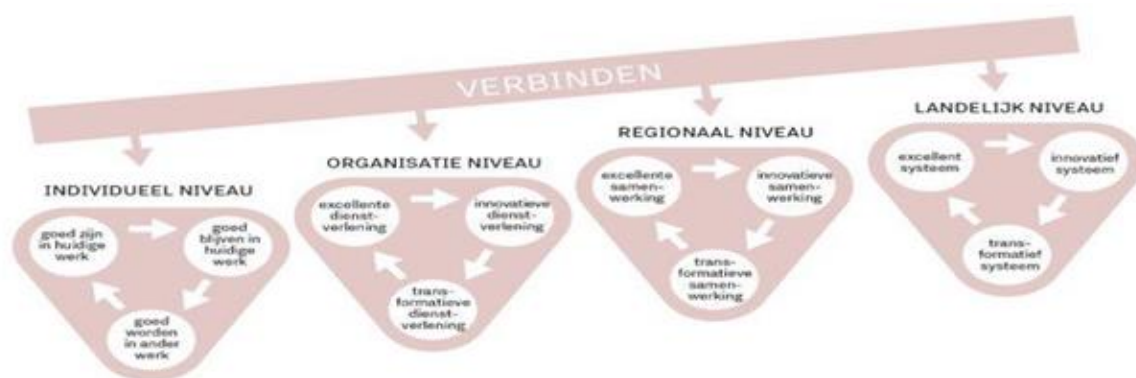 VERBINDEN
INDIVIDUEEL NIVEAU
goed zijn
in huidige
werk
goed
blijven in
huidige
werk
goed
worden
in ander
werk
ORGANISATIE NIVEAU
excellente
dienst-
verlening
innovatieve
dienst-
verlening
trans-
formatieve
dienst-
verlening
REGIONAAL NIVEAU
excellente
samen-
werking
innovatieve
samen-
werking
trans-
formatieve
samen-
werking
LANDELIJK NIVEAU
excellent
systeem
innovatief
systeem
trans-
formatief
systeem